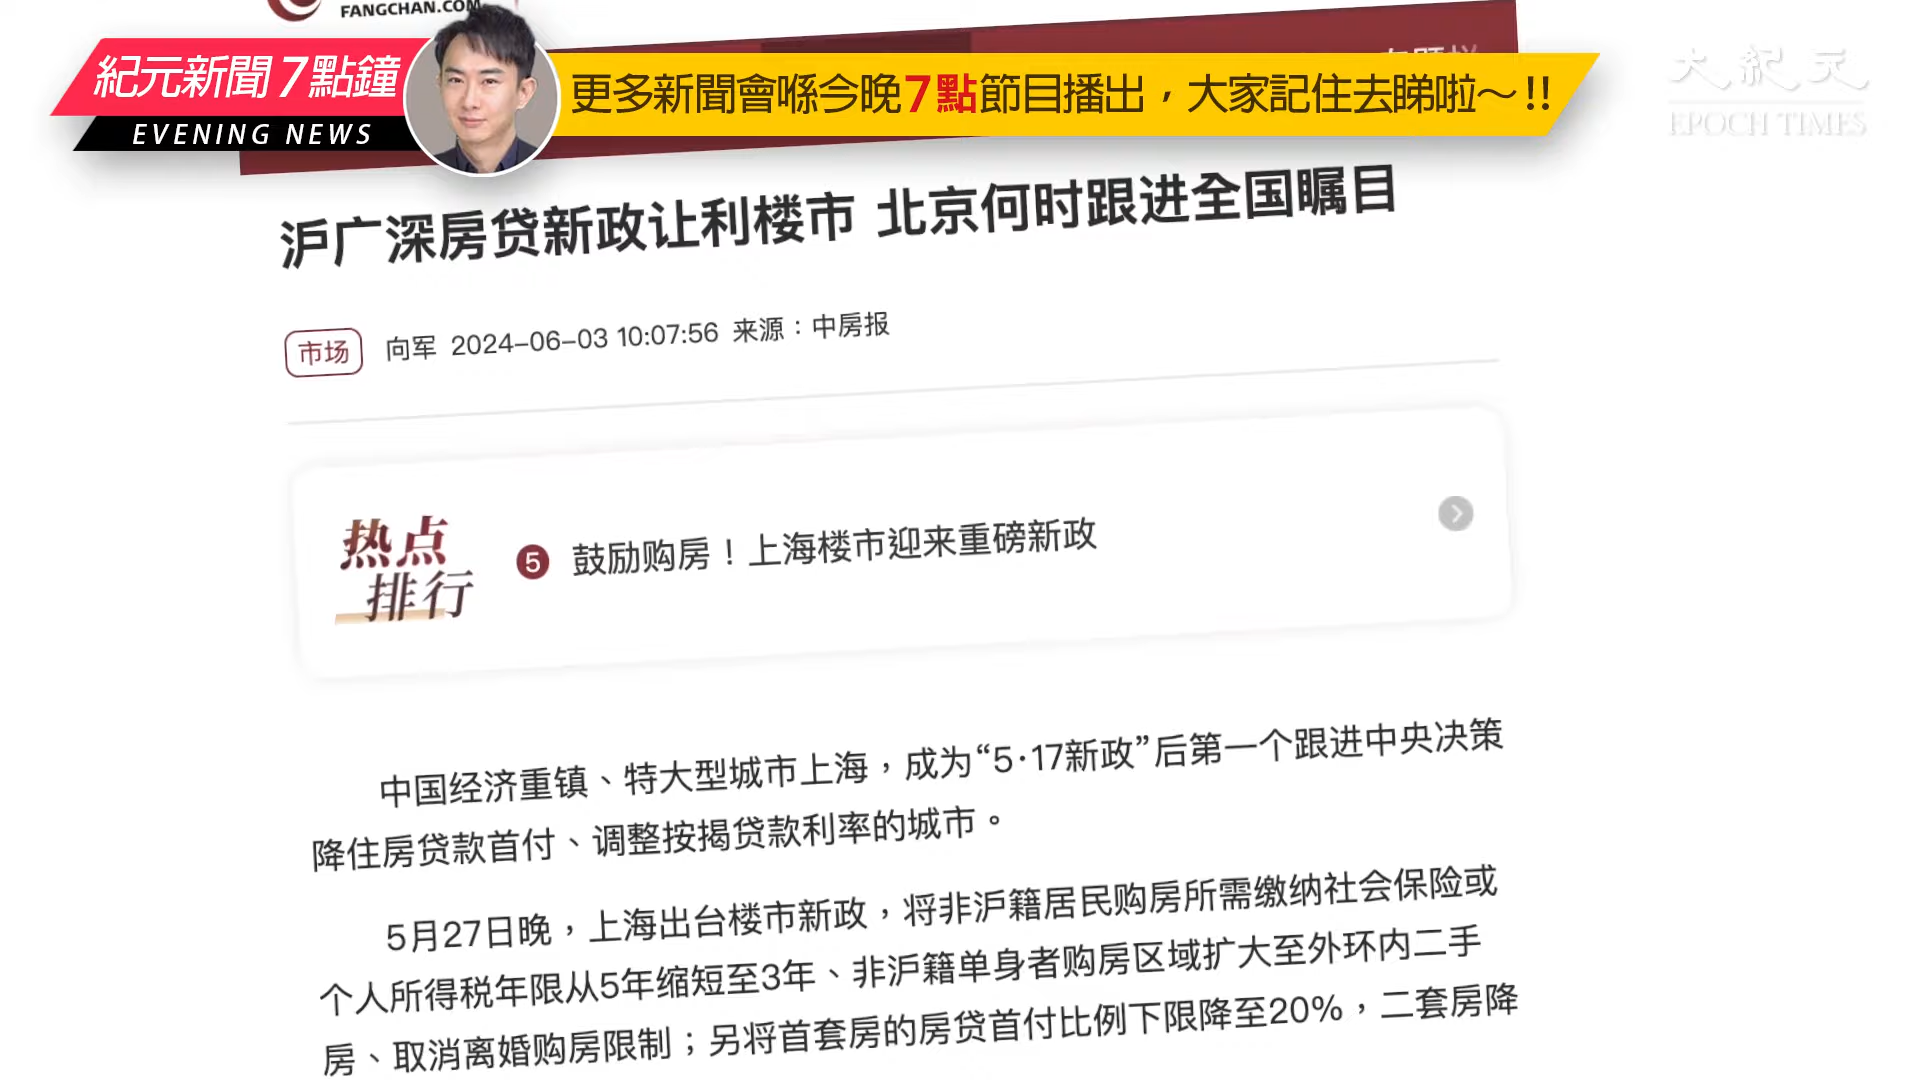 FANGCHAN.COM
紀元新聞7點鐘
EVENING NEWS
更多新聞會喺今晚7點節目播出，大家記住去睇啦～!!
大紀元
EPOCH TIMES
沪广深房贷新政让利楼市 北京何时跟进全国瞩目
市场 向军 2024-06-03 10:07:56 来源：中房报
热点
排行
5 鼓励购房！上海楼市迎来重磅新政
中国经济重镇、特大型城市上海，成为“5·17新政”后第一个跟进中央决策
降住房贷款首付、调整按揭贷款利率的城市。
5月27日晚，上海出台楼市新政，将非沪籍居民购房所需缴纳社会保险或
个人所得税年限从5年缩短至3年、非沪籍单身者购房区域扩大至外环内二手
房、取消离婚购房限制；另将首套房的房贷首付比例下限降至20%，二套房降